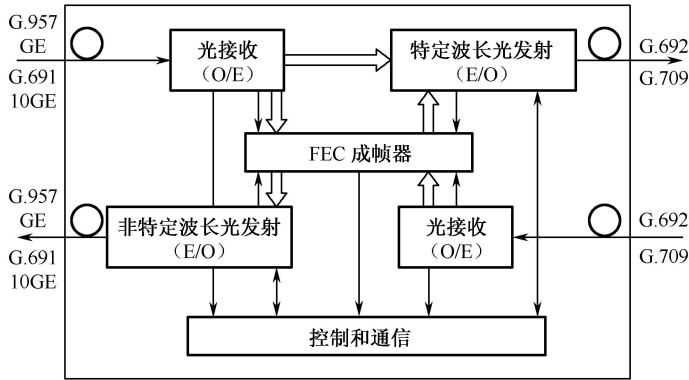 G.957
GE
G.691
10GE
光接收
（O/E）
特定波长光发射
（E/O）
G.692
G.709
FEC 成帧器
G.957
GE
G.691
10GE
非特定波长光发射
（E/O）
光接收
（O/E）
G.692
G.709
控制和通信